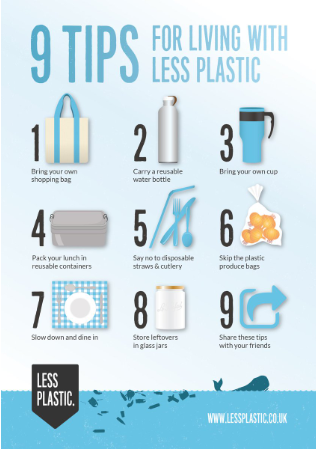 9 TIPS
FOR LIVING WITH
LESS PLASTIC
1
Bring your own
shopping bag
2
Carry a reusable
water bottle
3
Bring your own cup
4
Pack your lunch in
reusable containers
5
Say no to disposable
straws & cutlery
6
Skip the plastic
produce bags
7
Slow down and dine in
8
Store leftovers
in glass jars
9
Share these tips
with your friends
LESS
PLASTIC.
WWW.LESSPLASTIC.CO.UK